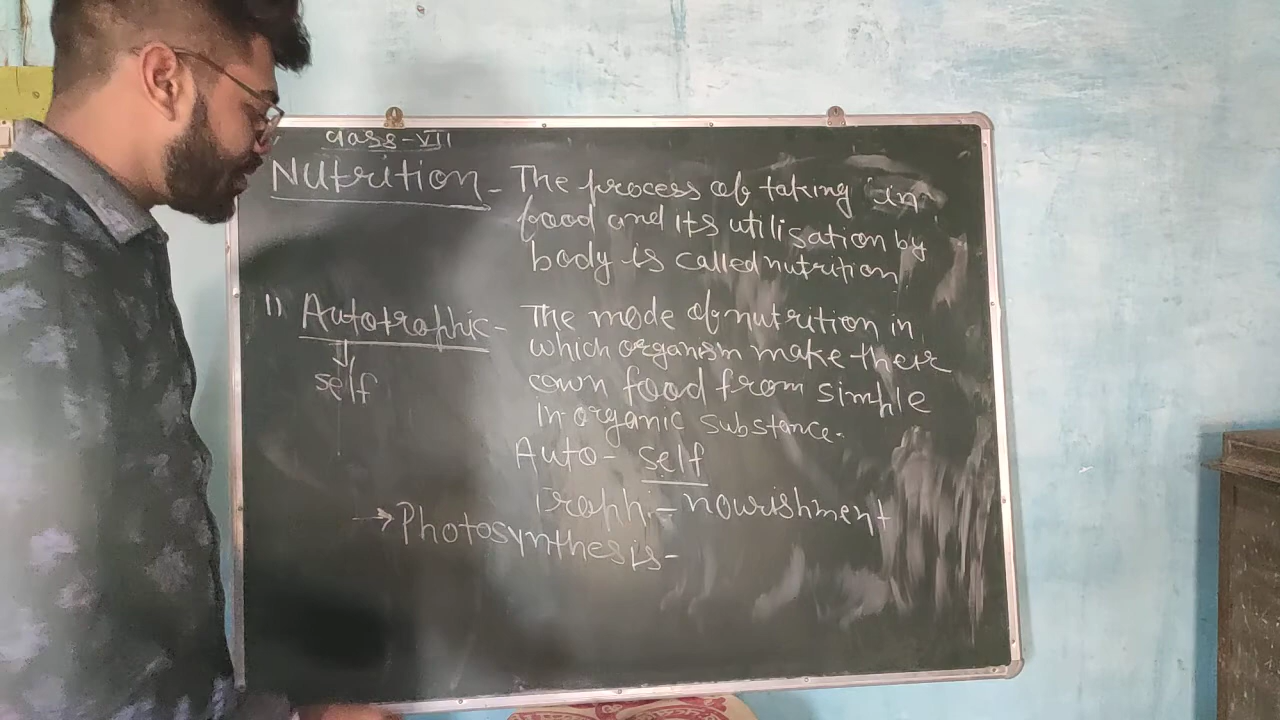 class-VII
Nutrition- The process of taking in
food and its utilisation by
body is called nutrition
1) Autotrophic- The mode of nutrition in
which organism make their
own food from simple
self
in organic substance.
Auto- self
Trophi- nourishment
→Photosynthesis-